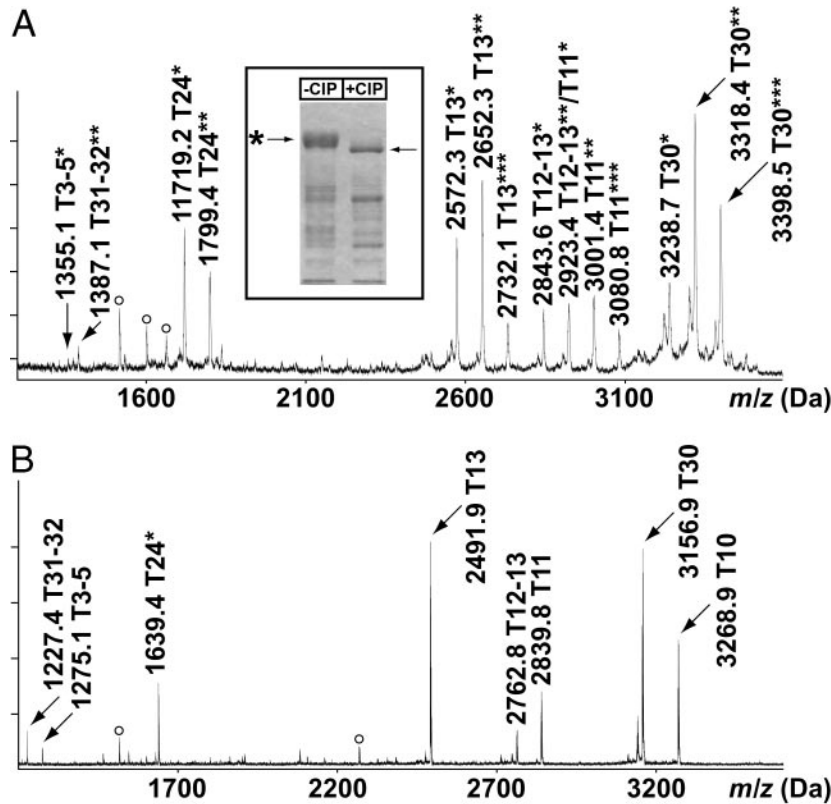 A
1355.1 T3-5*
1387.1 T31-32**
11719.2 T24*
1799.4 T24**
-CIP +CIP
*
2572.3 T13*
2652.3 T13**
2732.1 T13***
2843.6 T12-13*
2923.4 T12-13**/T11*
3001.4 T11**
3080.8 T11***
3238.7 T30*
3318.4 T30**
3398.5 T30***
1600 2100 2600 3100 m/z (Da)
B
1227.4 T31-32
1275.1 T3-5
1639.4 T24*
2491.9 T13
2762.8 T12-13
2839.8 T11
3156.9 T30
3268.9 T10
1700 2200 2700 3200 m/z (Da)